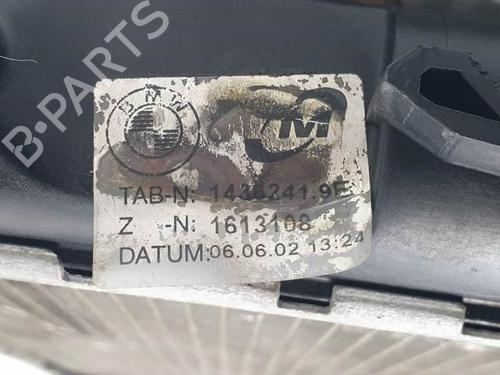 B-PARTS
BMW
M
TAB-N: 1436241.9E
Z -N: 1613108
DATUM: 06.06.02 13:24